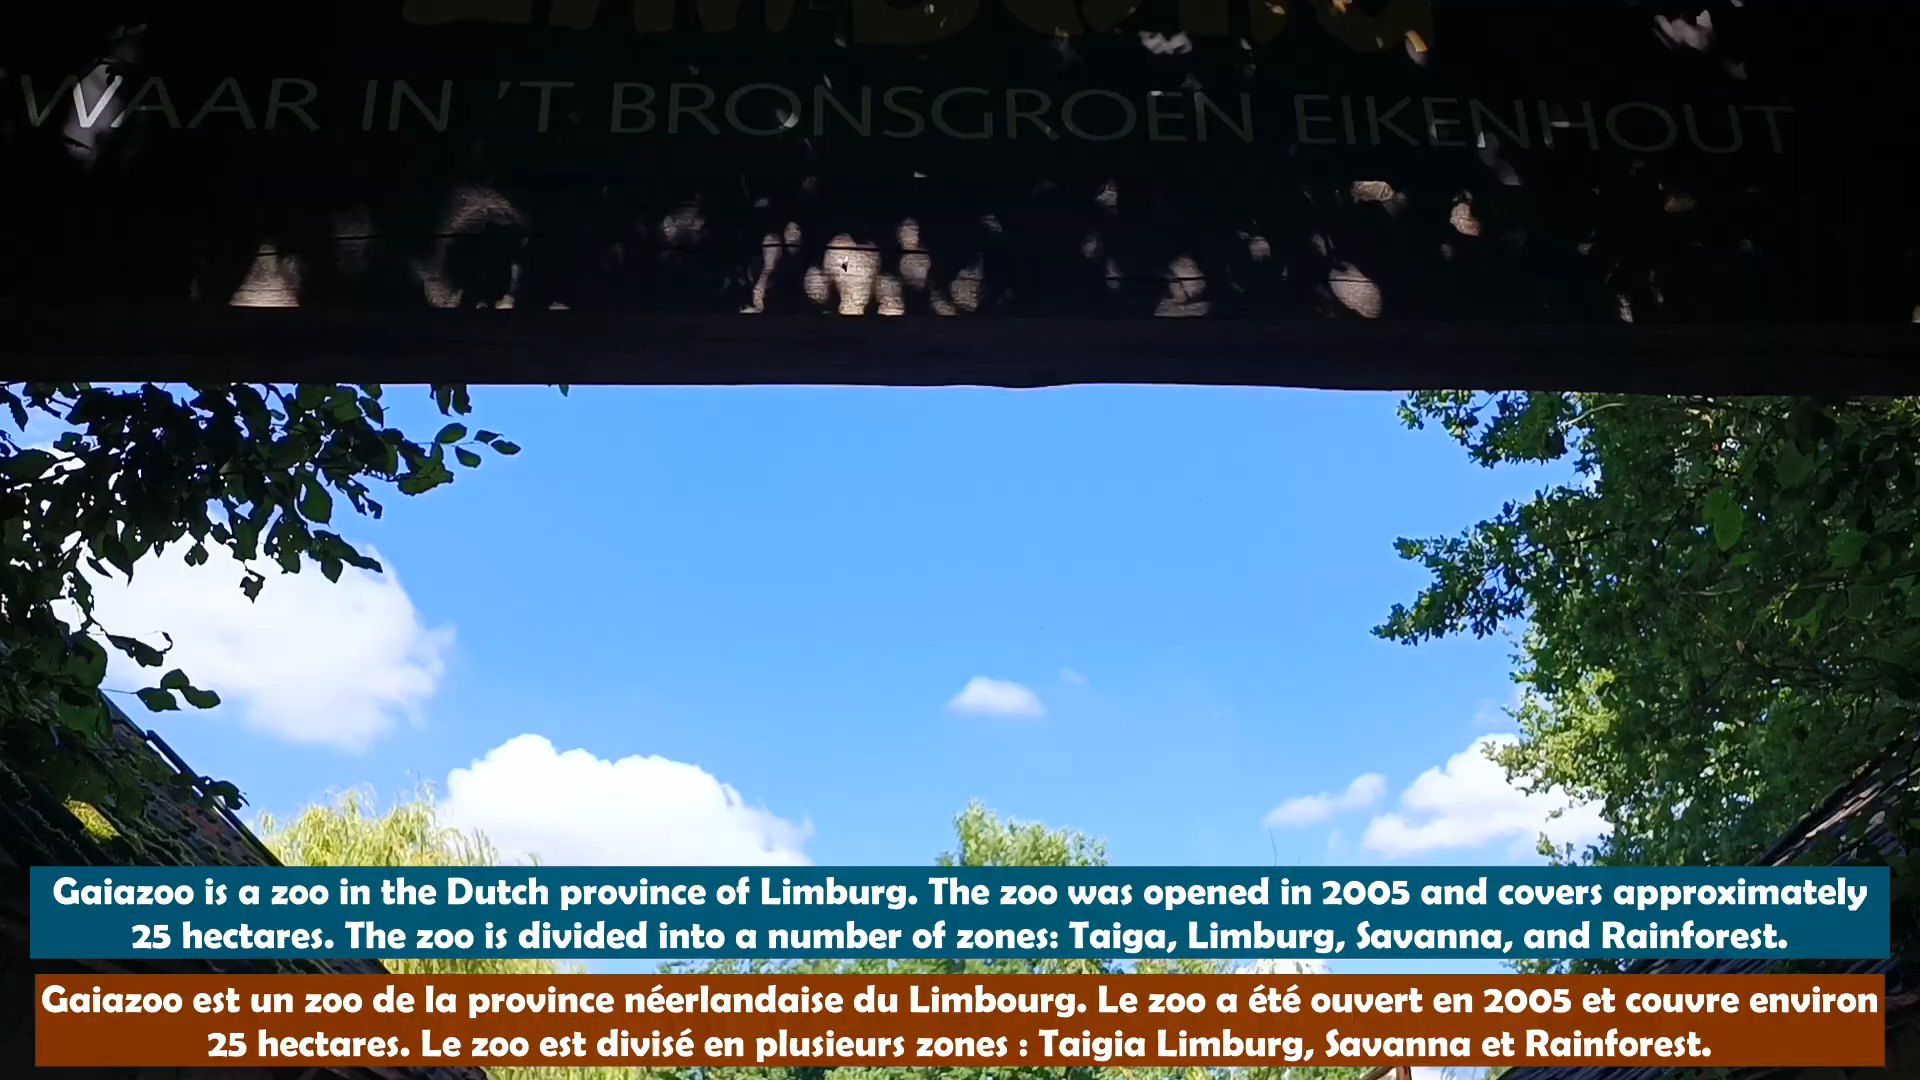 Limburg
WAAR IN 'T BRONSGROEN EIKENHOUT
Gaiazoo is a zoo in the Dutch province of Limburg. The zoo was opened in 2005 and covers approximately
25 hectares. The zoo is divided into a number of zones: Taiga, Limburg, Savanna, and Rainforest.
Gaiazoo est un zoo de la province néerlandaise du Limbourg. Le zoo a été ouvert en 2005 et couvre environ
25 hectares. Le zoo est divisé en plusieurs zones : Taigia Limburg, Savanna et Rainforest.